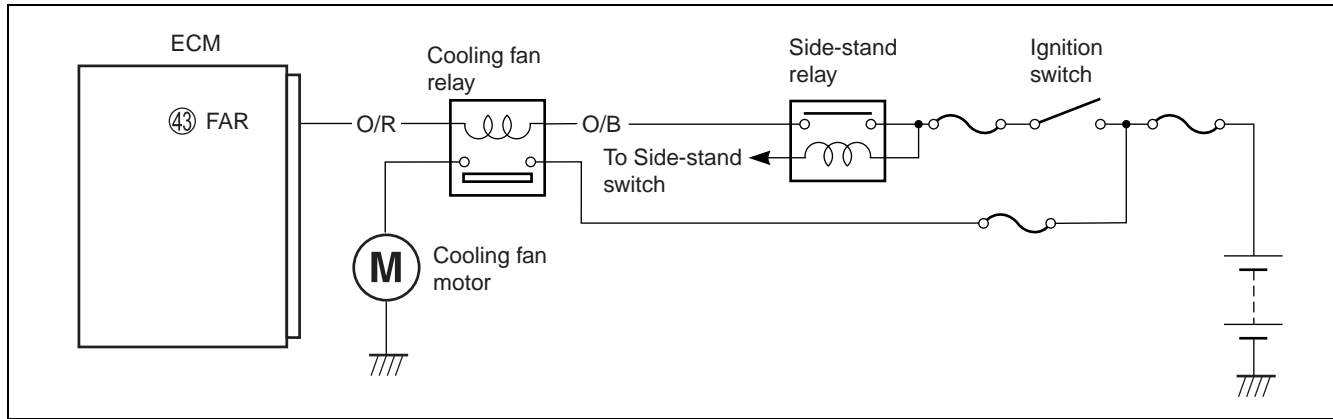 ECM
Cooling fan
relay
Side-stand
relay
Ignition
switch
㊸ FAR
O/R
O/B
To Side-stand
switch
M
Cooling fan
motor